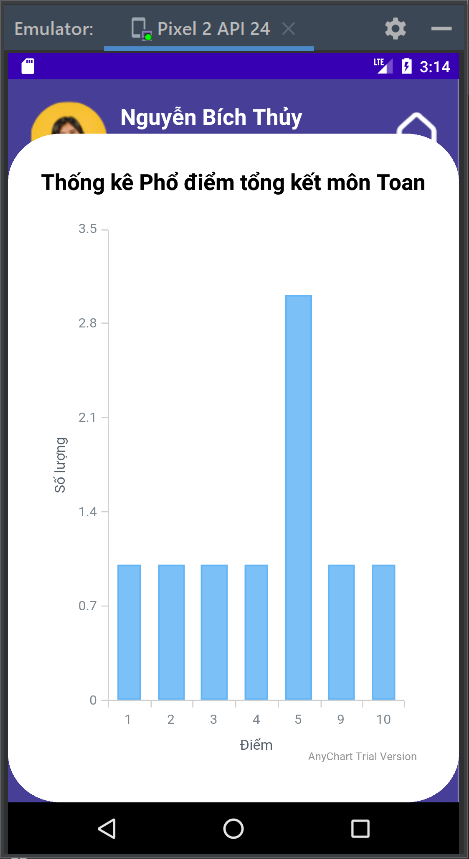 Emulator: Pixel 2 API 24
LTE 3:14
Nguyễn Bích Thủy
Thống kê Phổ điểm tổng kết môn Toan
3.5
2.8
2.1
1.4
0.7
0
Số lượng
1 2 3 4 5 9 10
Điểm
AnyChart Trial Version